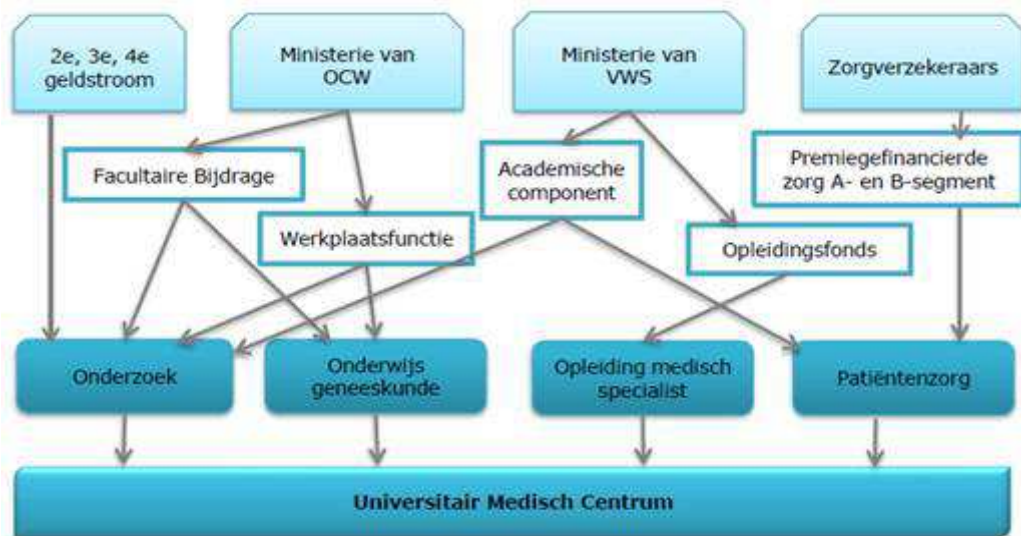 2e, 3e, 4e
geldstroom
Ministerie van
OCW
Ministerie van
VWS
Zorgverzekeraars
Facultaire Bijdrage
Academische
component
Premiegefinancierde
zorg A- en B-segment
Werkplaatsfunctie
Opleidingsfonds
Onderzoek
Onderwijs
geneeskunde
Opleiding medisch
specialist
Patiëntenzorg
Universitair Medisch Centrum